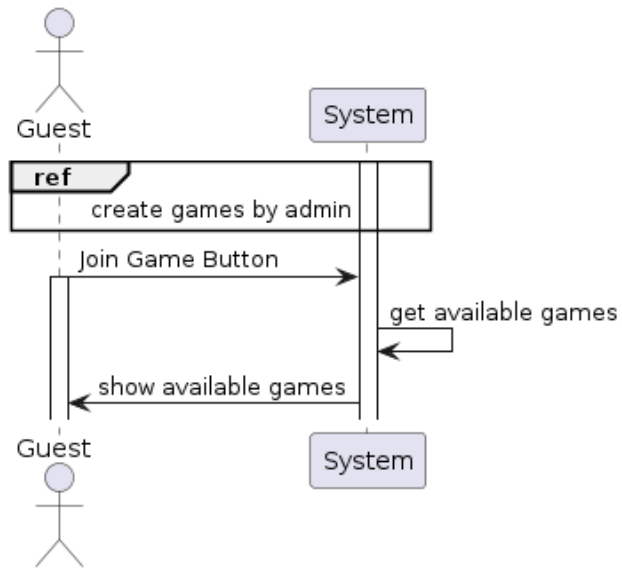 Guest
System
ref
create games by admin
Join Game Button
get available games
show available games
Guest
System